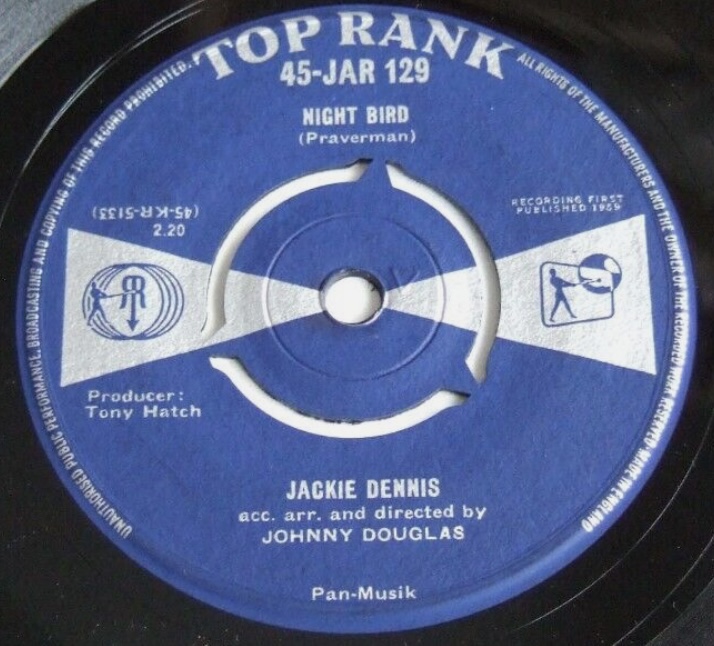 TOP RANK
45-JAR 129
NIGHT BIRD
(Praverman)
(45-KR-5133)
2.20
RECORDING FIRST
PUBLISHED 1959
Producer:
Tony Hatch
JACKIE DENNIS
acc. arr. and directed by
JOHNNY DOUGLAS
Pan-Musik
ALL RIGHTS OF THE MANUFACTURERS AND THE OWNER OF THE RECORDED WORK RESERVED - MADE IN ENGLAND
UNAUTHORISED PUBLIC PERFORMANCE, BROADCASTING AND COPYING OF THIS RECORD PROHIBITED.